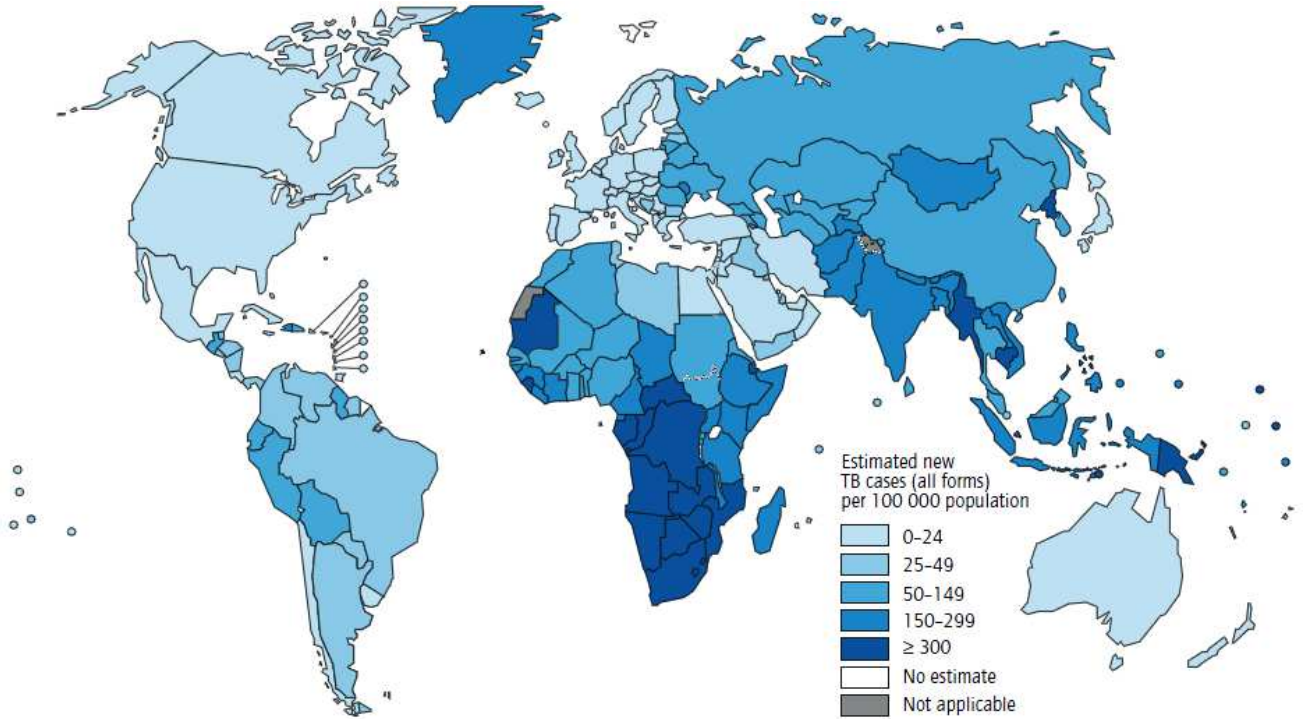 Estimated new
TB cases (all forms)
per 100 000 population
0–24
25–49
50–149
150–299
≥ 300
No estimate
Not applicable